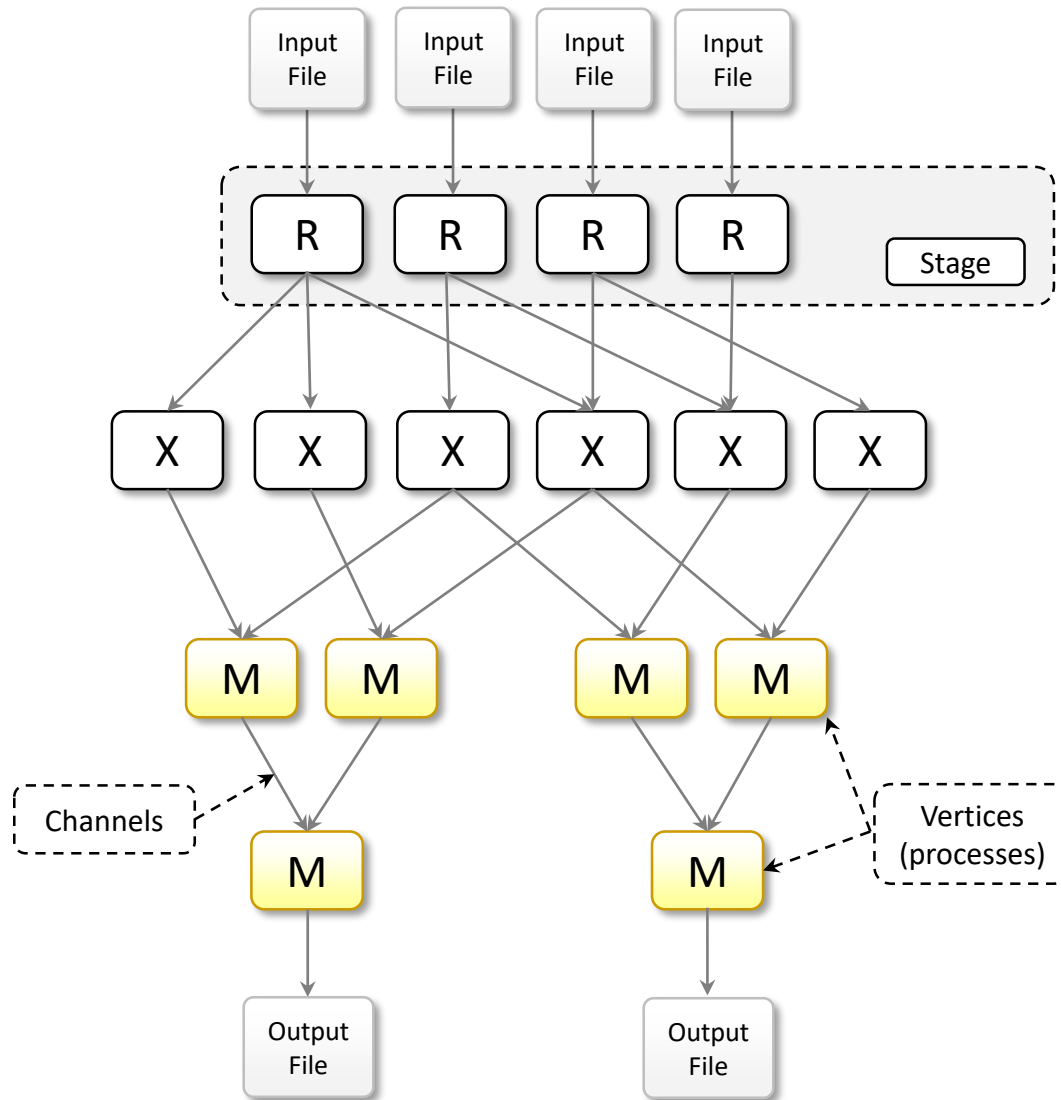 Input
File
Input
File
Input
File
Input
File
R
R
R
R
Stage
X
X
X
X
X
X
M
M
M
M
Channels
Vertices
(processes)
M
M
Output
File
Output
File